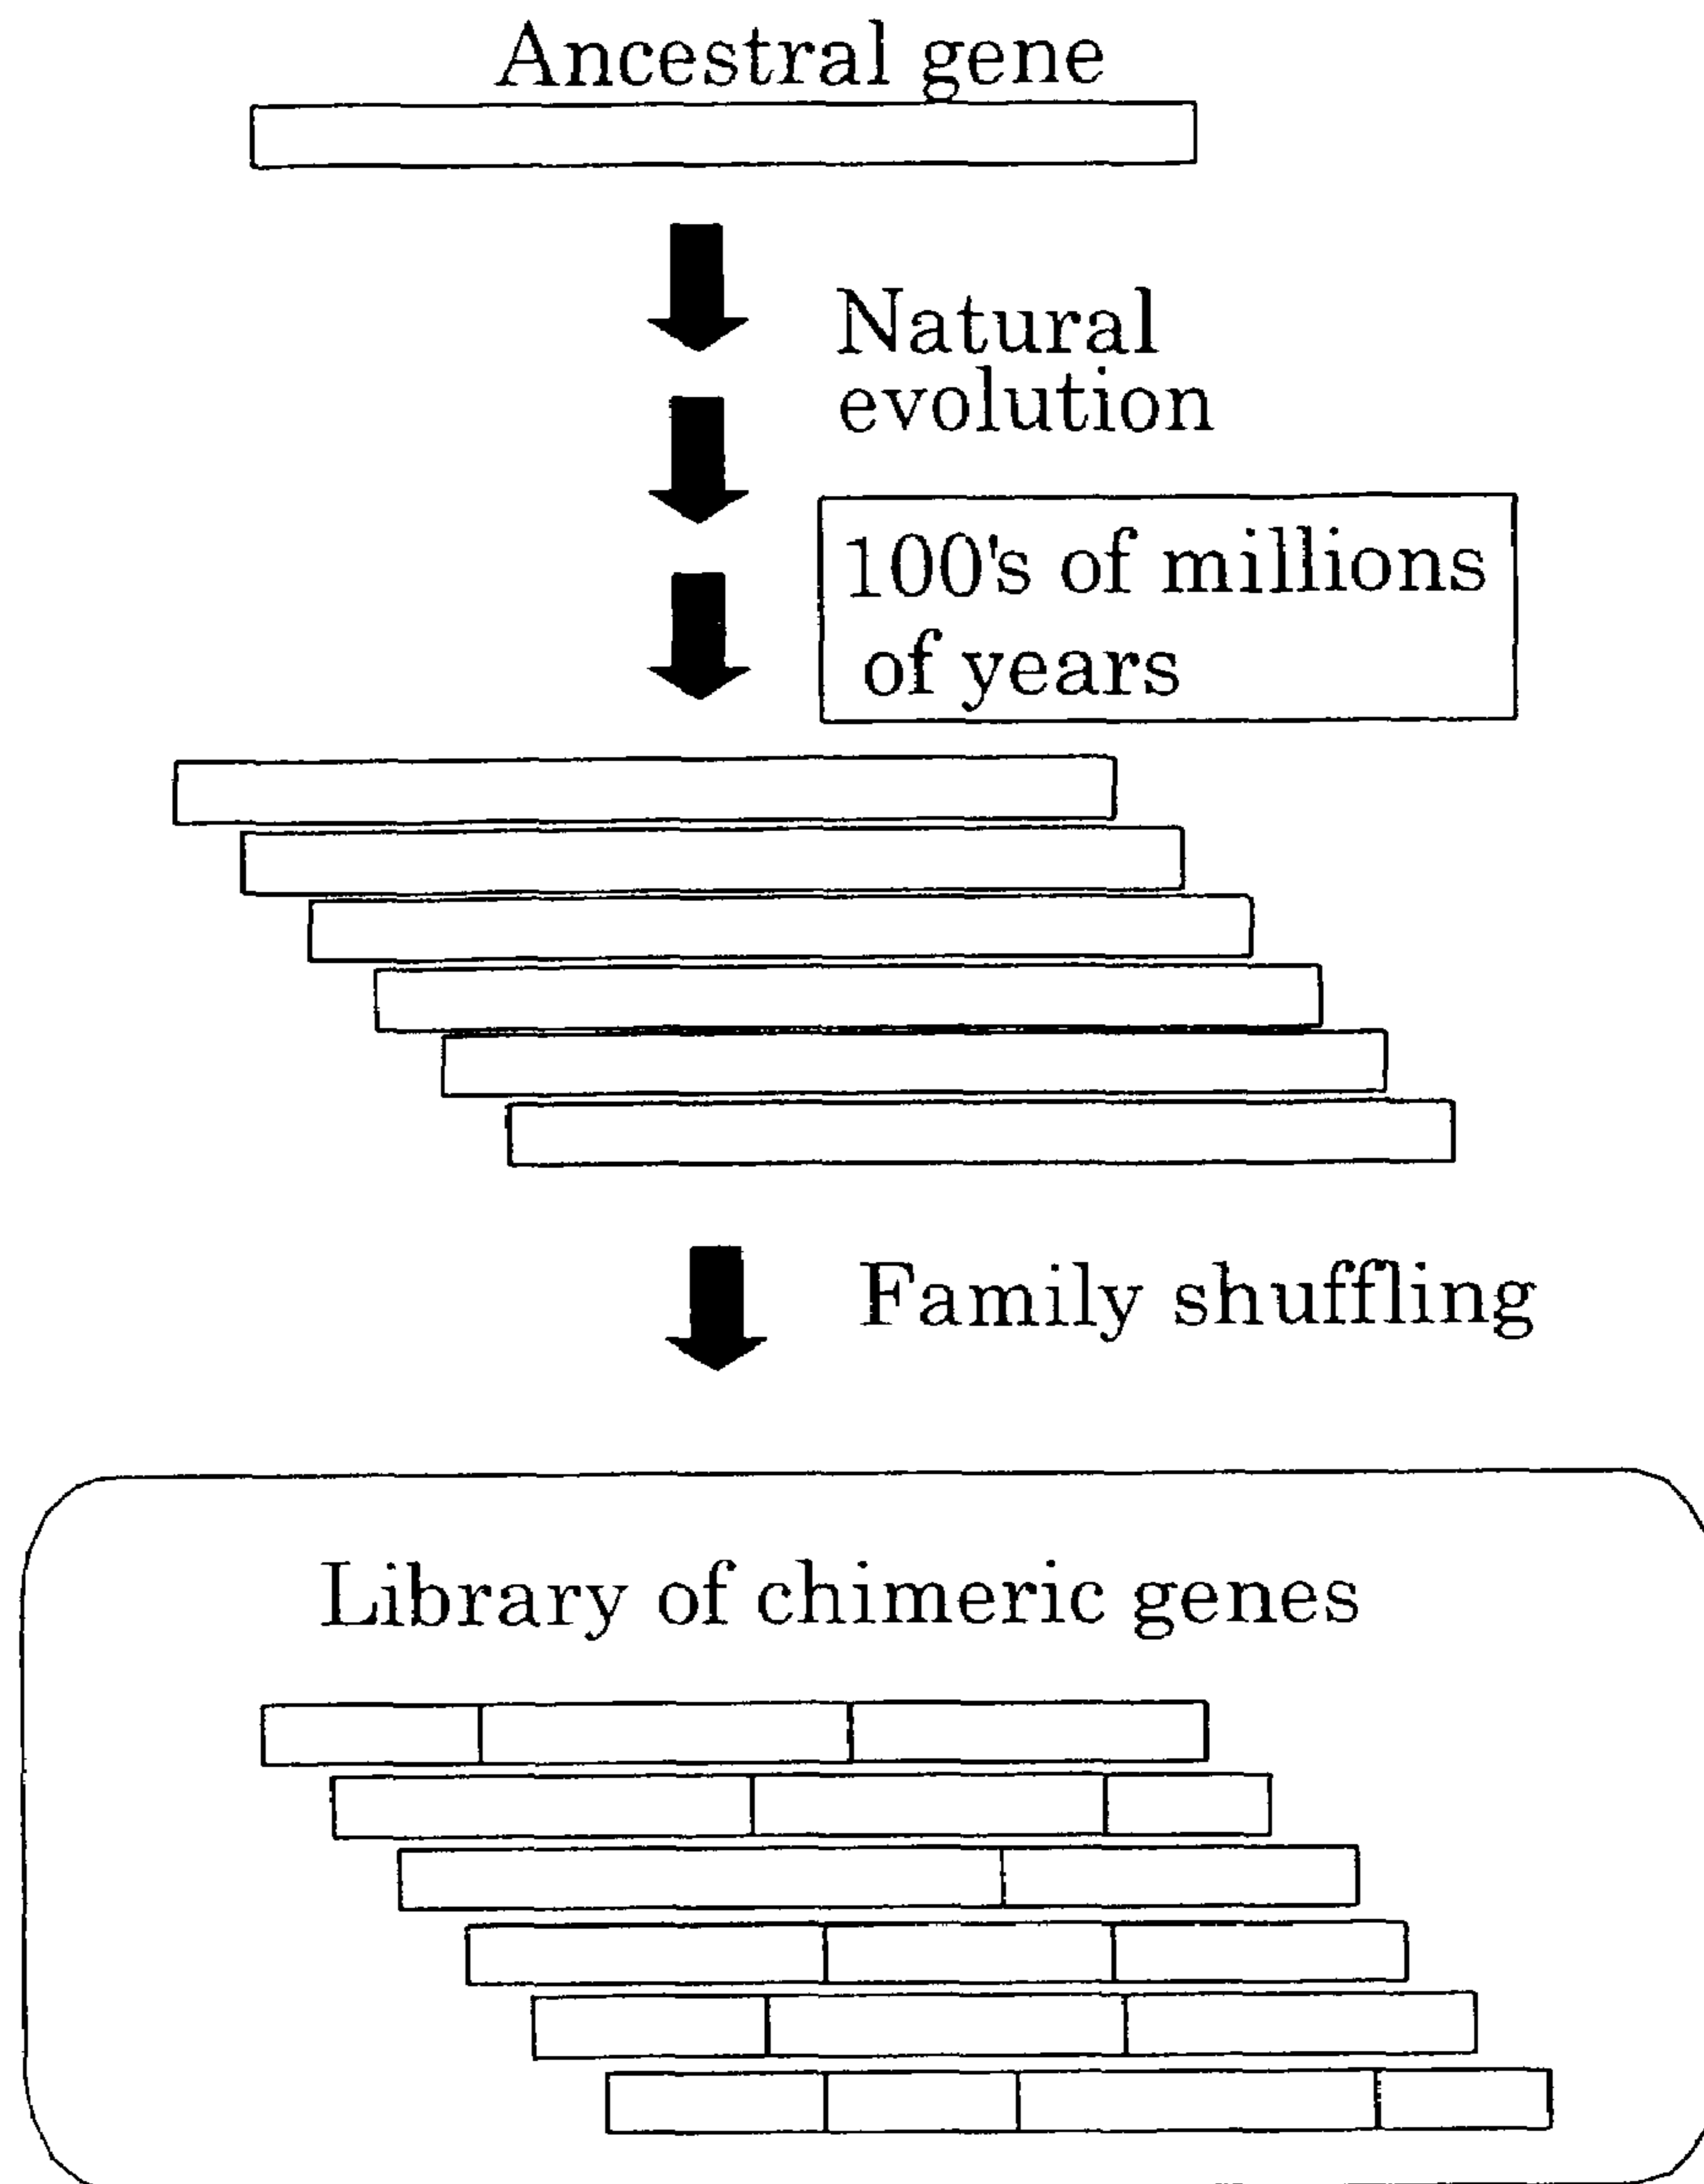 Ancestral gene
Natural
evolution
100's of millions
of years
Family shuffling
Library of chimeric genes